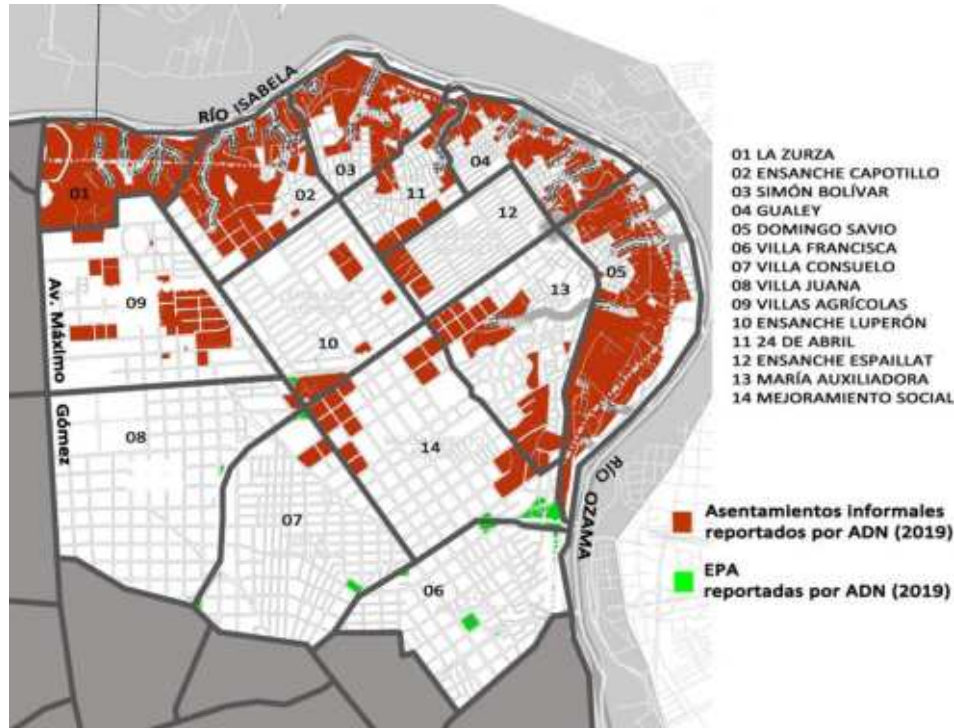 RÍO ISABELA
03
04
01
02
11
12
05
13
09
10
Av. Máximo
Gómez
08
14
07
RÍO
OZAMA
06
01 LA ZURZA
02 ENSANCHE CAPOTILLO
03 SIMÓN BOLÍVAR
04 GUALEY
05 DOMINGO SAVIO
06 VILLA FRANCISCA
07 VILLA CONSUELO
08 VILLA JUANA
09 VILLAS AGRÍCOLAS
10 ENSANCHE LUPERÓN
11 24 DE ABRIL
12 ENSANCHE ESPAILLAT
13 MARÍA AUXILIADORA
14 MEJORAMIENTO SOCIAL
Asentamientos informales
reportados por ADN (2019)
EPA
reportadas por ADN (2019)